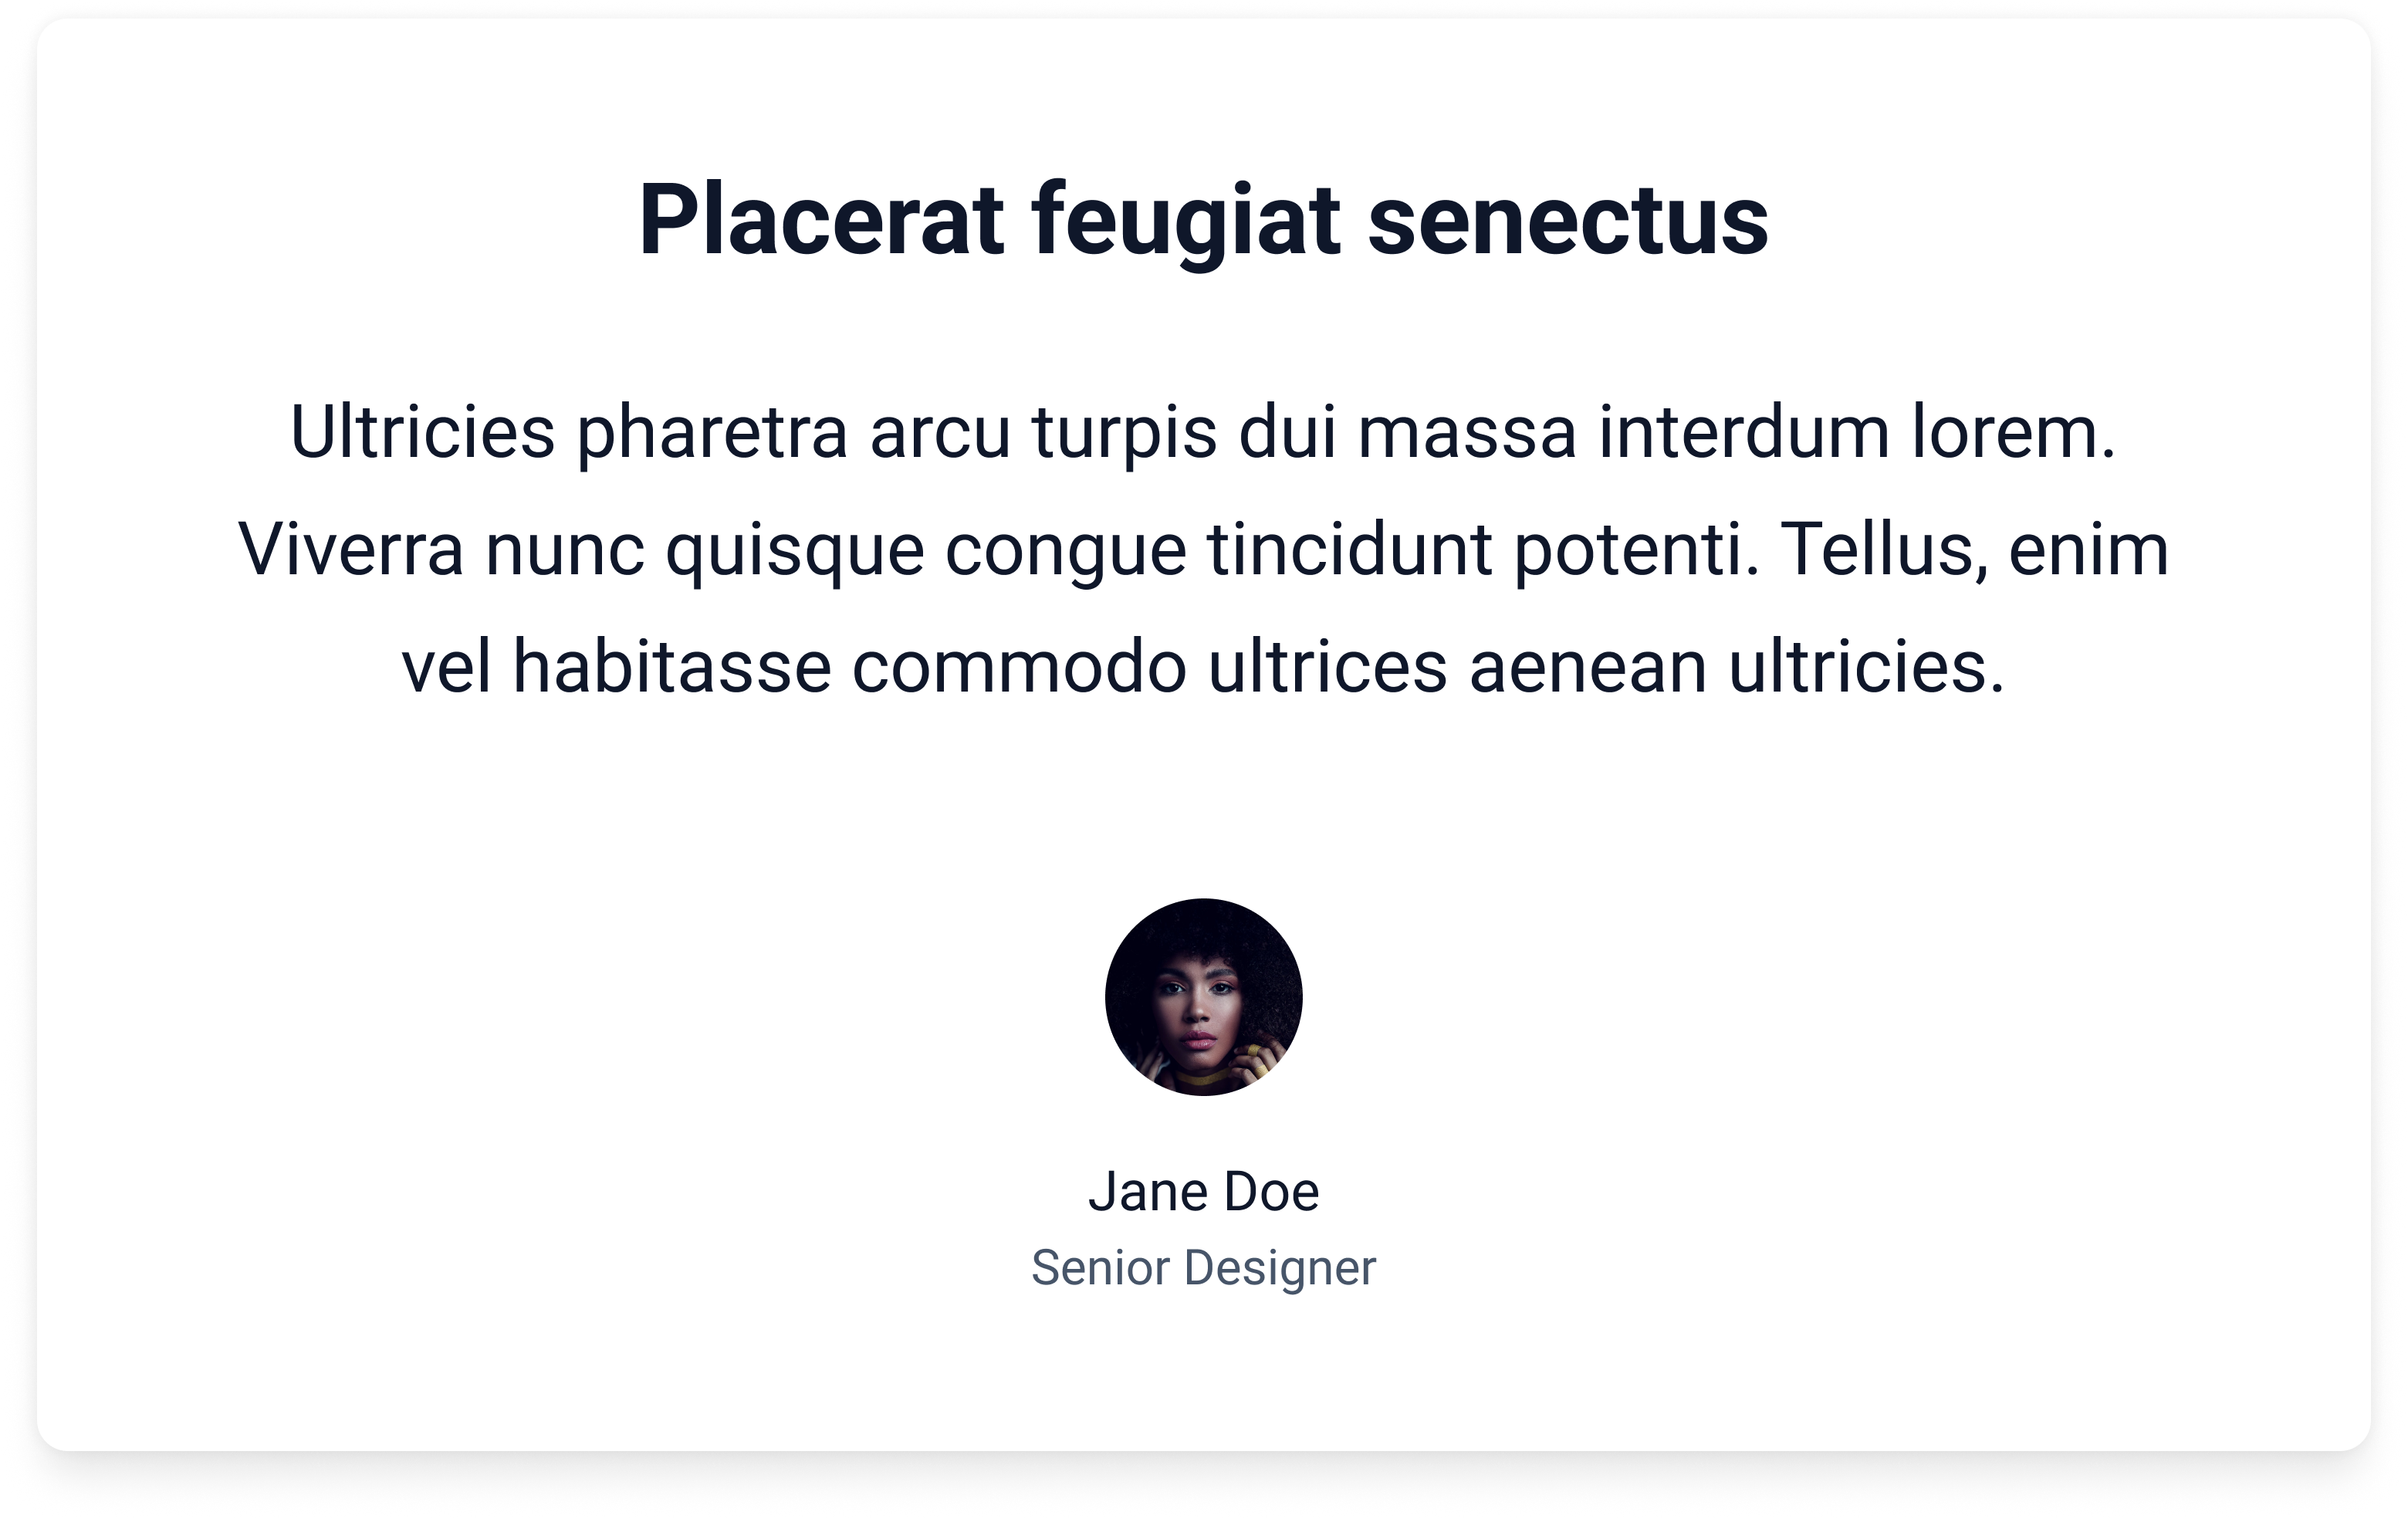 Placerat feugiat senectus
Ultricies pharetra arcu turpis dui massa interdum lorem.
Viverra nunc quisque congue tincidunt potenti. Tellus, enim
vel habitasse commodo ultrices aenean ultricies.
Jane Doe
Senior Designer